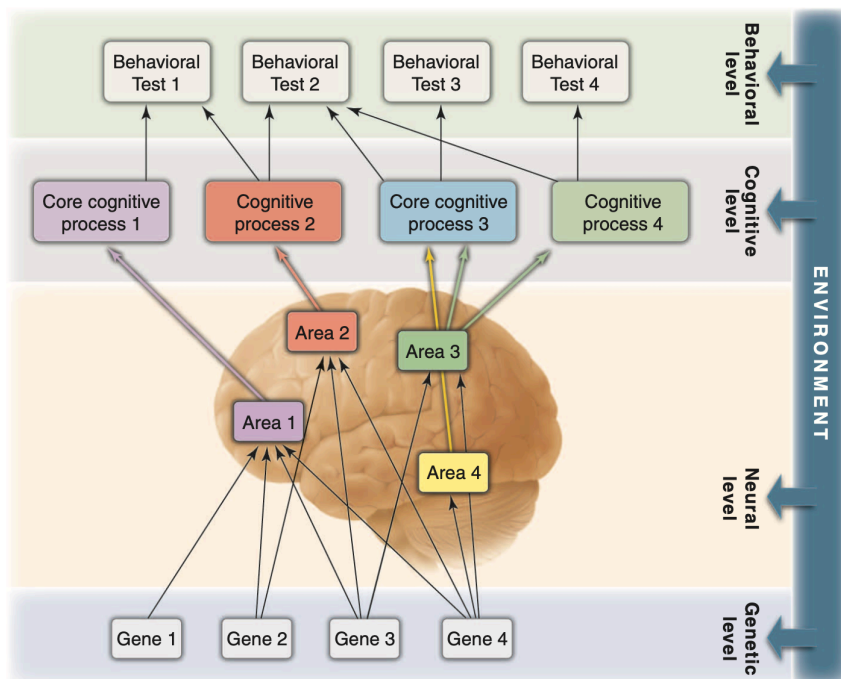 Behavioral
Test 1
Behavioral
Test 2
Behavioral
Test 3
Behavioral
Test 4
Behavioral
level
Core cognitive
process 1
Cognitive
process 2
Core cognitive
process 3
Cognitive
process 4
Cognitive
level
ENVIRONMENT
Area 2
Area 3
Area 1
Area 4
Neural
level
Gene 1
Gene 2
Gene 3
Gene 4
Genetic
level